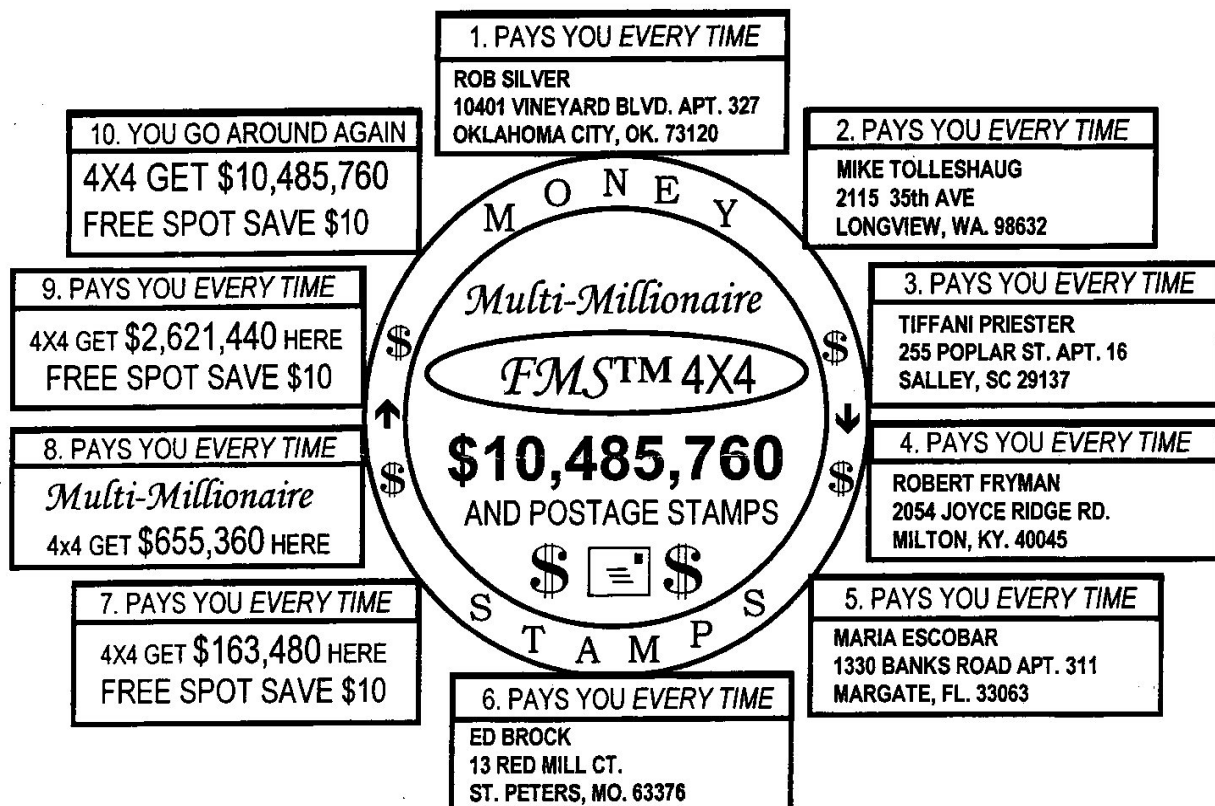 1. PAYS YOU EVERY TIME
ROB SILVER
10401 VINEYARD BLVD. APT. 327
OKLAHOMA CITY, OK. 73120
2. PAYS YOU EVERY TIME
MIKE TOLLESHAUG
2115 35th AVE
LONGVIEW, WA. 98632
3. PAYS YOU EVERY TIME
TIFFANI PRIESTER
255 POPLAR ST. APT. 16
SALLEY, SC 29137
4. PAYS YOU EVERY TIME
ROBERT FRYMAN
2054 JOYCE RIDGE RD.
MILTON, KY. 40045
5. PAYS YOU EVERY TIME
MARIA ESCOBAR
1330 BANKS ROAD APT. 311
MARGATE, FL. 33063
6. PAYS YOU EVERY TIME
ED BROCK
13 RED MILL CT.
ST. PETERS, MO. 63376
7. PAYS YOU EVERY TIME
4X4 GET $163,480 HERE
FREE SPOT SAVE $10
8. PAYS YOU EVERY TIME
Multi-Millionaire
4x4 GET $655,360 HERE
9. PAYS YOU EVERY TIME
4X4 GET $2,621,440 HERE
FREE SPOT SAVE $10
10. YOU GO AROUND AGAIN
4X4 GET $10,485,760
FREE SPOT SAVE $10
MONEY
$ $
$ $
STAMPS
Multi-Millionaire
FMS™ 4X4
$10,485,760
AND POSTAGE STAMPS
$ $